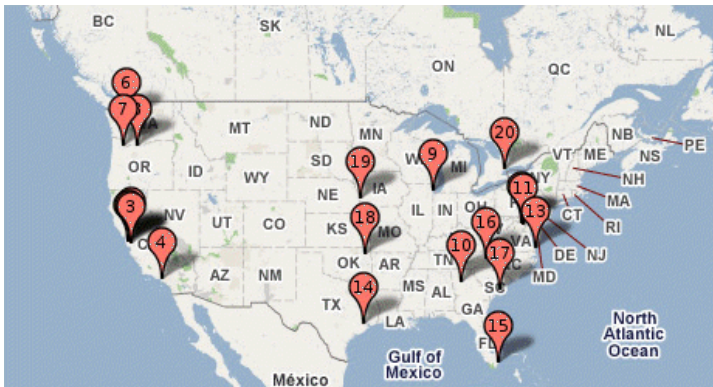 BC
SK
NL
ON
QC
6
7
WA
MT
ND
MN
NB
PE
NS
OR
ID
SD
WY
9
MI
20
VT
ME
NY
NH
MA
RI
CT
NJ
DE
MD
19
IA
NE
3
NV
UT
CO
KS
18
MO
IL
IN
OH
11
13
VA
4
AZ
NM
OK
AR
TN
10
16
17
SC
14
TX
LA
MS
AL
GA
15
FL
México
Gulf of
Mexico
North
Atlantic
Ocean